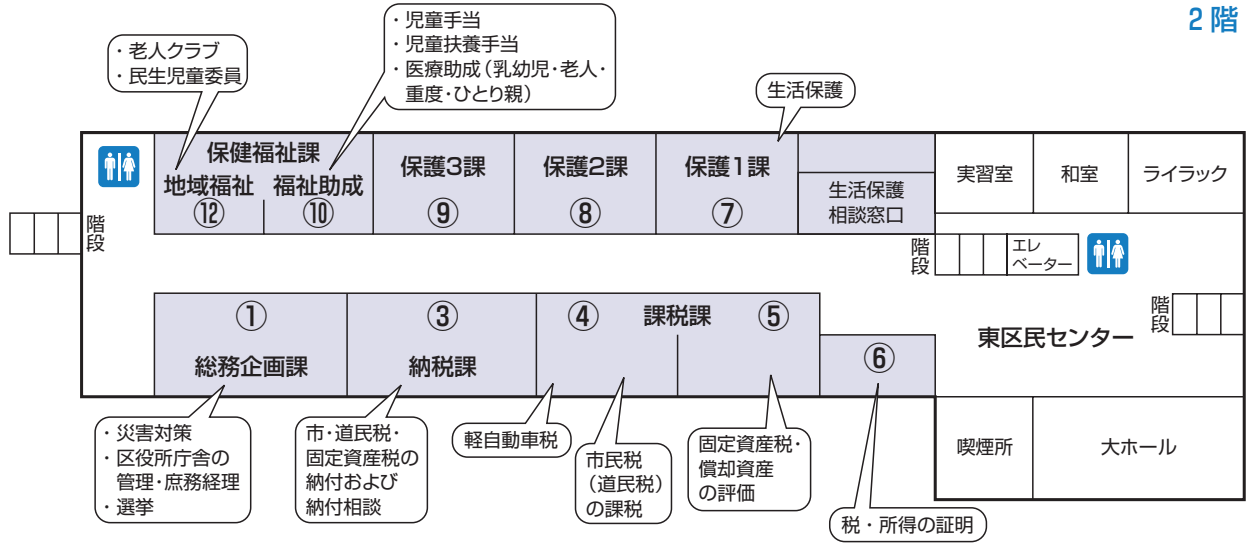 2階
・老人クラブ
・民生児童委員
・児童手当
・児童扶養手当
・医療助成（乳幼児・老人・
重度・ひとり親）
生活保護
保健福祉課
地域福祉
⑫
福祉助成
⑩
保護3課
⑨
保護2課
⑧
保護1課
⑦
生活保護
相談窓口
実習室
和室
ライラック
階段
階段
エレ
ベーター
階段
①
総務企画課
③
納税課
④
課税課
⑤
⑥
東区民センター
・災害対策
・区役所庁舎の
管理・庶務経理
・選挙
市・道民税・
固定資産税の
納付および
納付相談
軽自動車税
市民税
（道民税）
の課税
固定資産税・
償却資産
の評価
税・所得の証明
喫煙所
大ホール